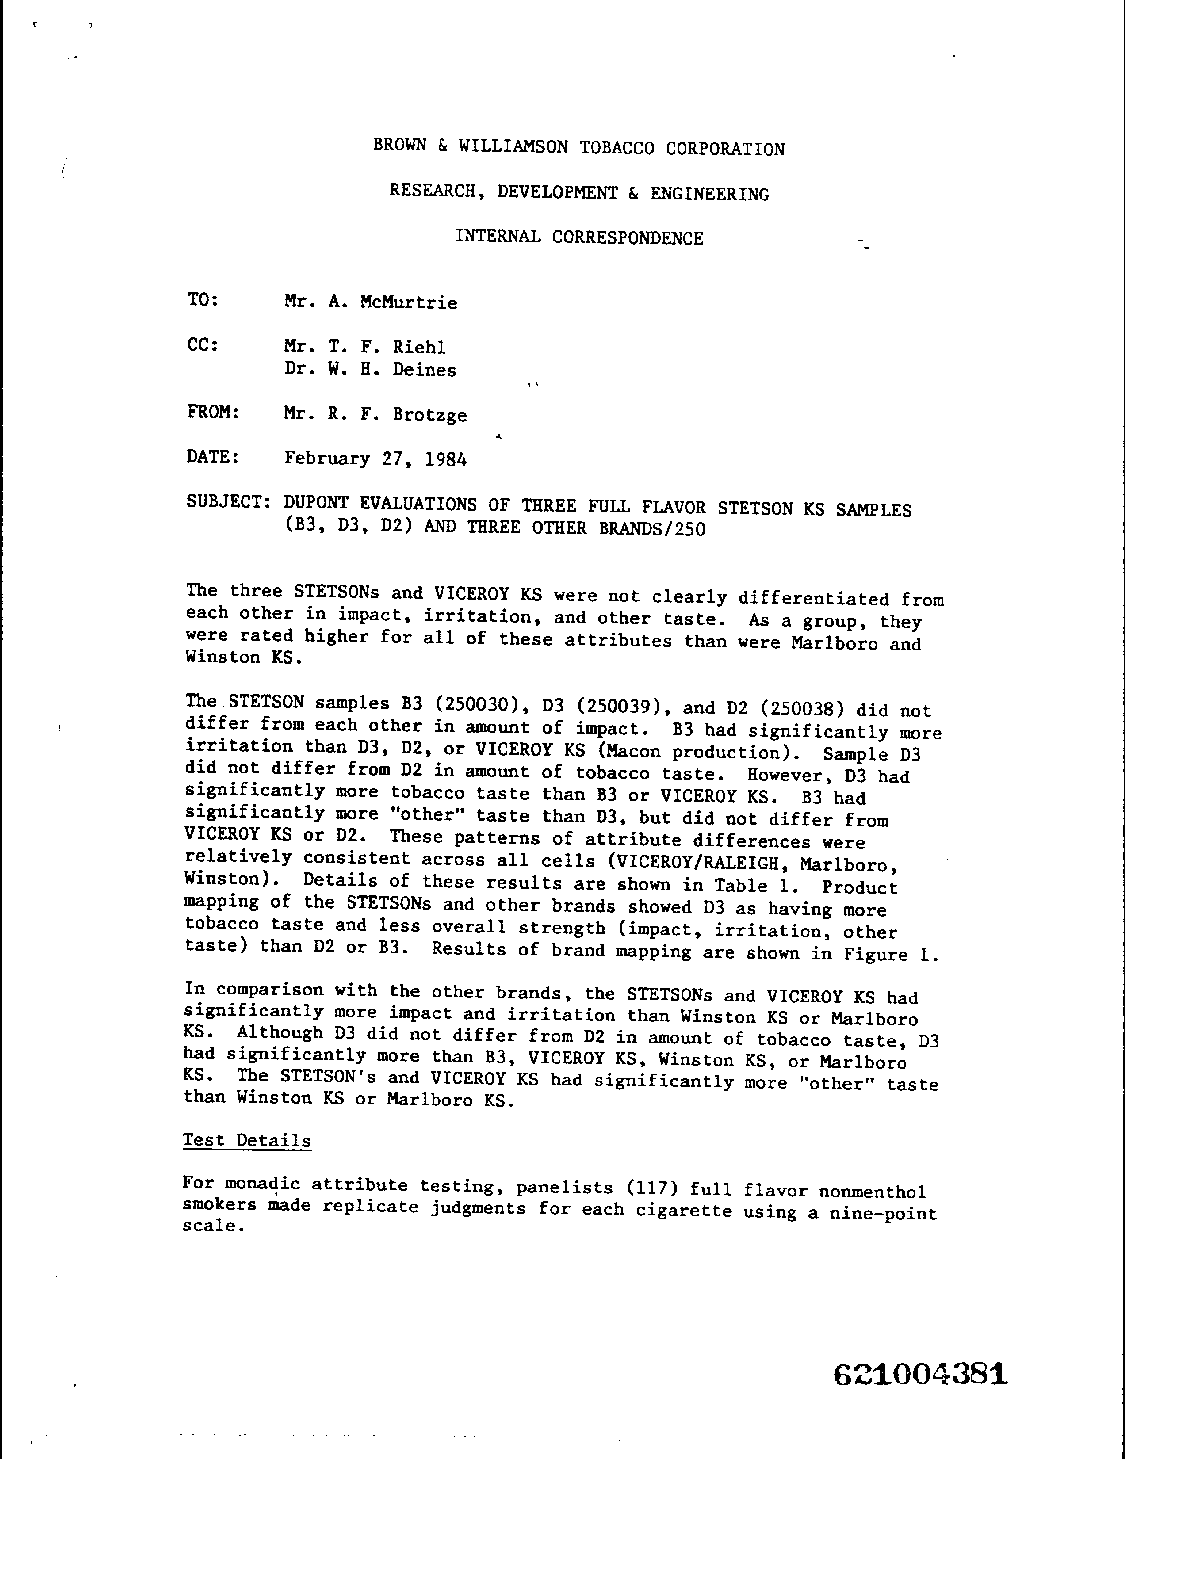 BROWN & WILLIAMSON TOBACCO CORPORATION
RESEARCH, DEVELOPMENT & ENGINEERING
INTERNAL CORRESPONDENCE
TO: Mr. A. McMurtrie
CC: Mr. T. F. Riehl
Dr. W. H. Deines
FROM: Mr. R. F. Brotzge
DATE: February 27, 1984
SUBJECT: DUPONT EVALUATIONS OF THREE FULL FLAVOR STETSON KS SAMPLES
(B3, D3, D2) AND THREE OTHER BRANDS/250
The three STETSONs and VICEROY KS were not clearly differentiated from
each other in impact, irritation, and other taste. As a group, they
were rated higher for all of these attributes than were Marlboro and
Winston KS.
The STETSON samples B3 (250030), D3 (250039), and D2 (250038) did not
differ from each other in amount of impact. B3 had significantly more
irritation than D3, D2, or VICEROY KS (Macon production). Sample D3
did not differ from D2 in amount of tobacco taste. However, D3 had
significantly more tobacco taste than B3 or VICEROY KS. B3 had
significantly more "other" taste than D3, but did not differ from
VICEROY KS or D2. These patterns of attribute differences were
relatively consistent across all cells (VICEROY/RALEIGH, Marlboro,
Winston). Details of these results are shown in Table 1. Product
mapping of the STETSONs and other brands showed D3 as having more
tobacco taste and less overall strength (impact, irritation, other
taste) than D2 or B3. Results of brand mapping are shown in Figure 1.
In comparison with the other brands, the STETSONs and VICEROY KS had
significantly more impact and irritation than Winston KS or Marlboro
KS. Although D3 did not differ from D2 in amount of tobacco taste, D3
had significantly more than B3, VICEROY KS, Winston KS, or Marlboro
KS. The STETSON's and VICEROY KS had significantly more "other" taste
than Winston KS or Marlboro KS.
Test Details
For monadic attribute testing, panelists (117) full flavor nonmenthol
smokers made replicate judgments for each cigarette using a nine-point
scale.
621004381